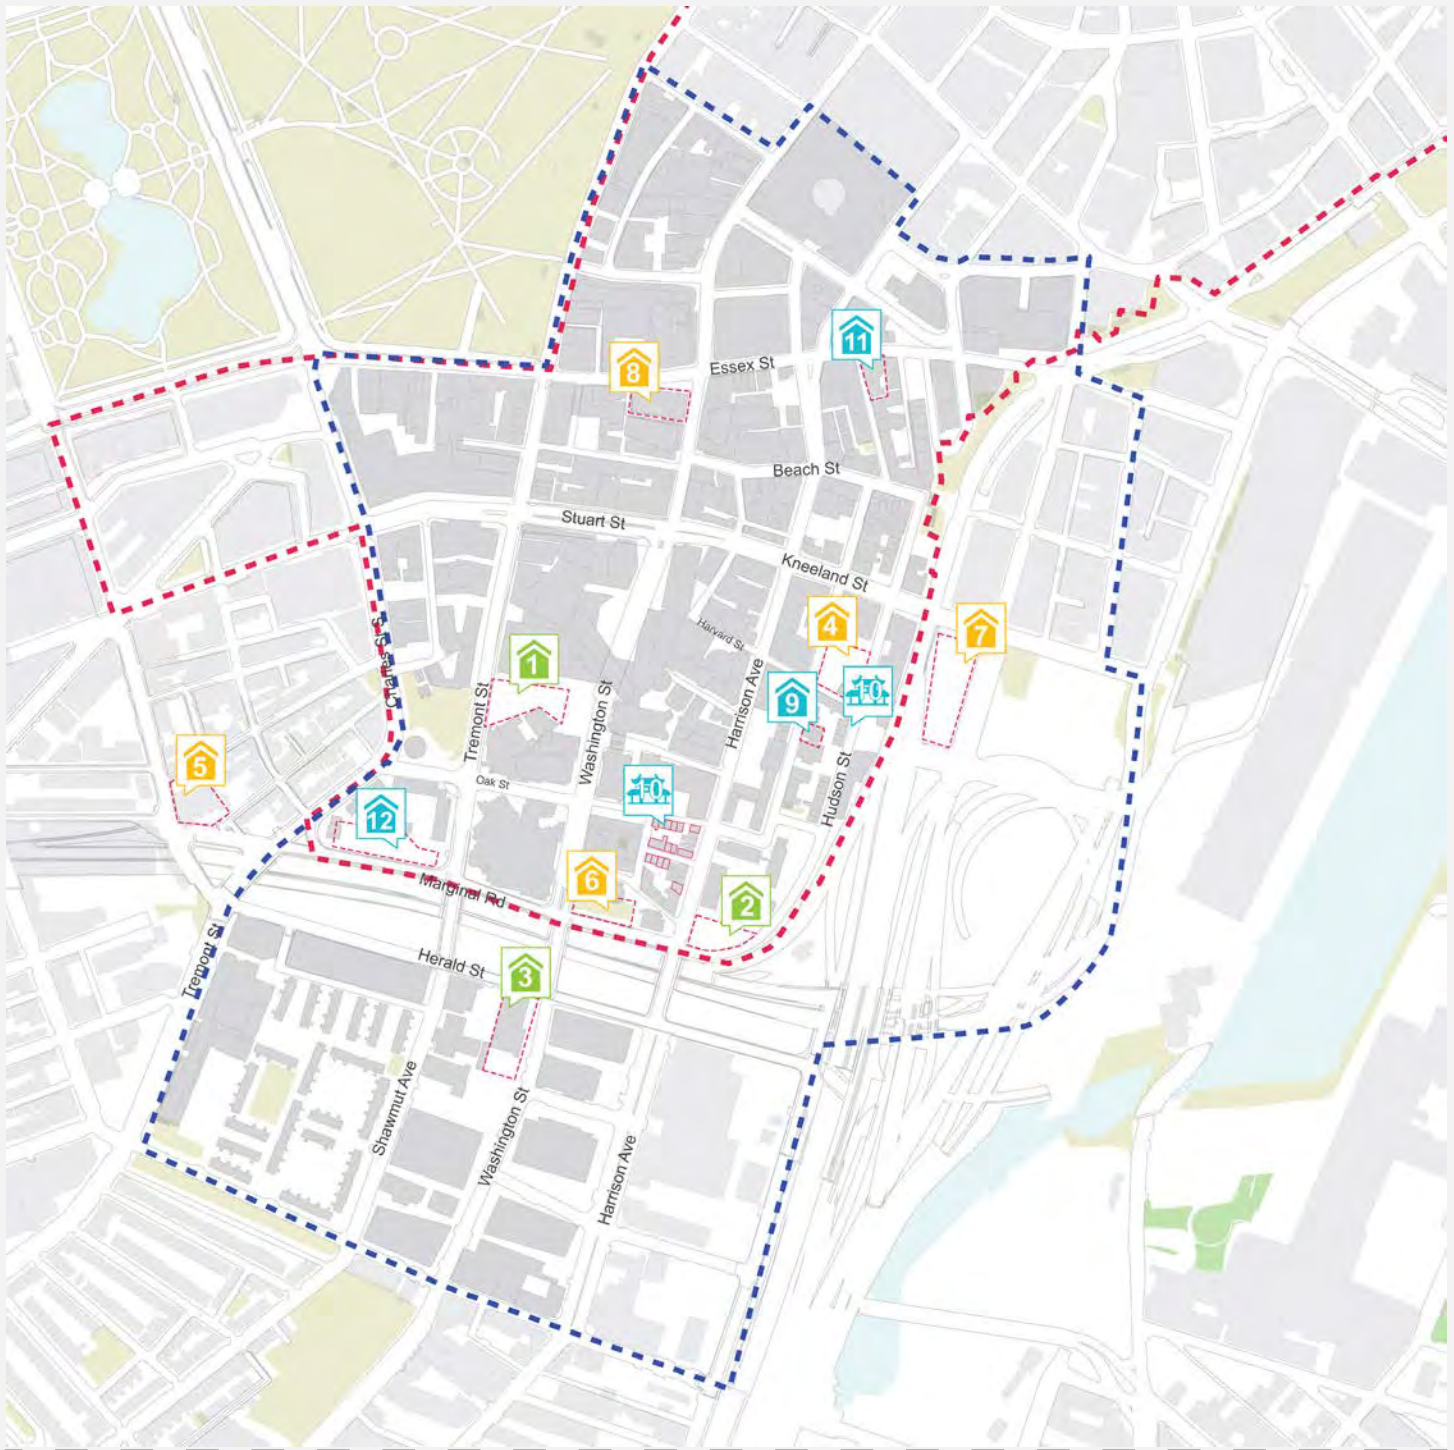 11
8
Essex St
Beach St
Stuart St
Kneeland St
Harvard St
4
7
Charles St S
1
Tremont St
Washington St
Harrison Ave
9
10
5
Oak St
10
Hudson St
12
6
Marginal Rd
2
Tremont St
Herald St
3
Shawmut Ave
Washington St
Harrison Ave